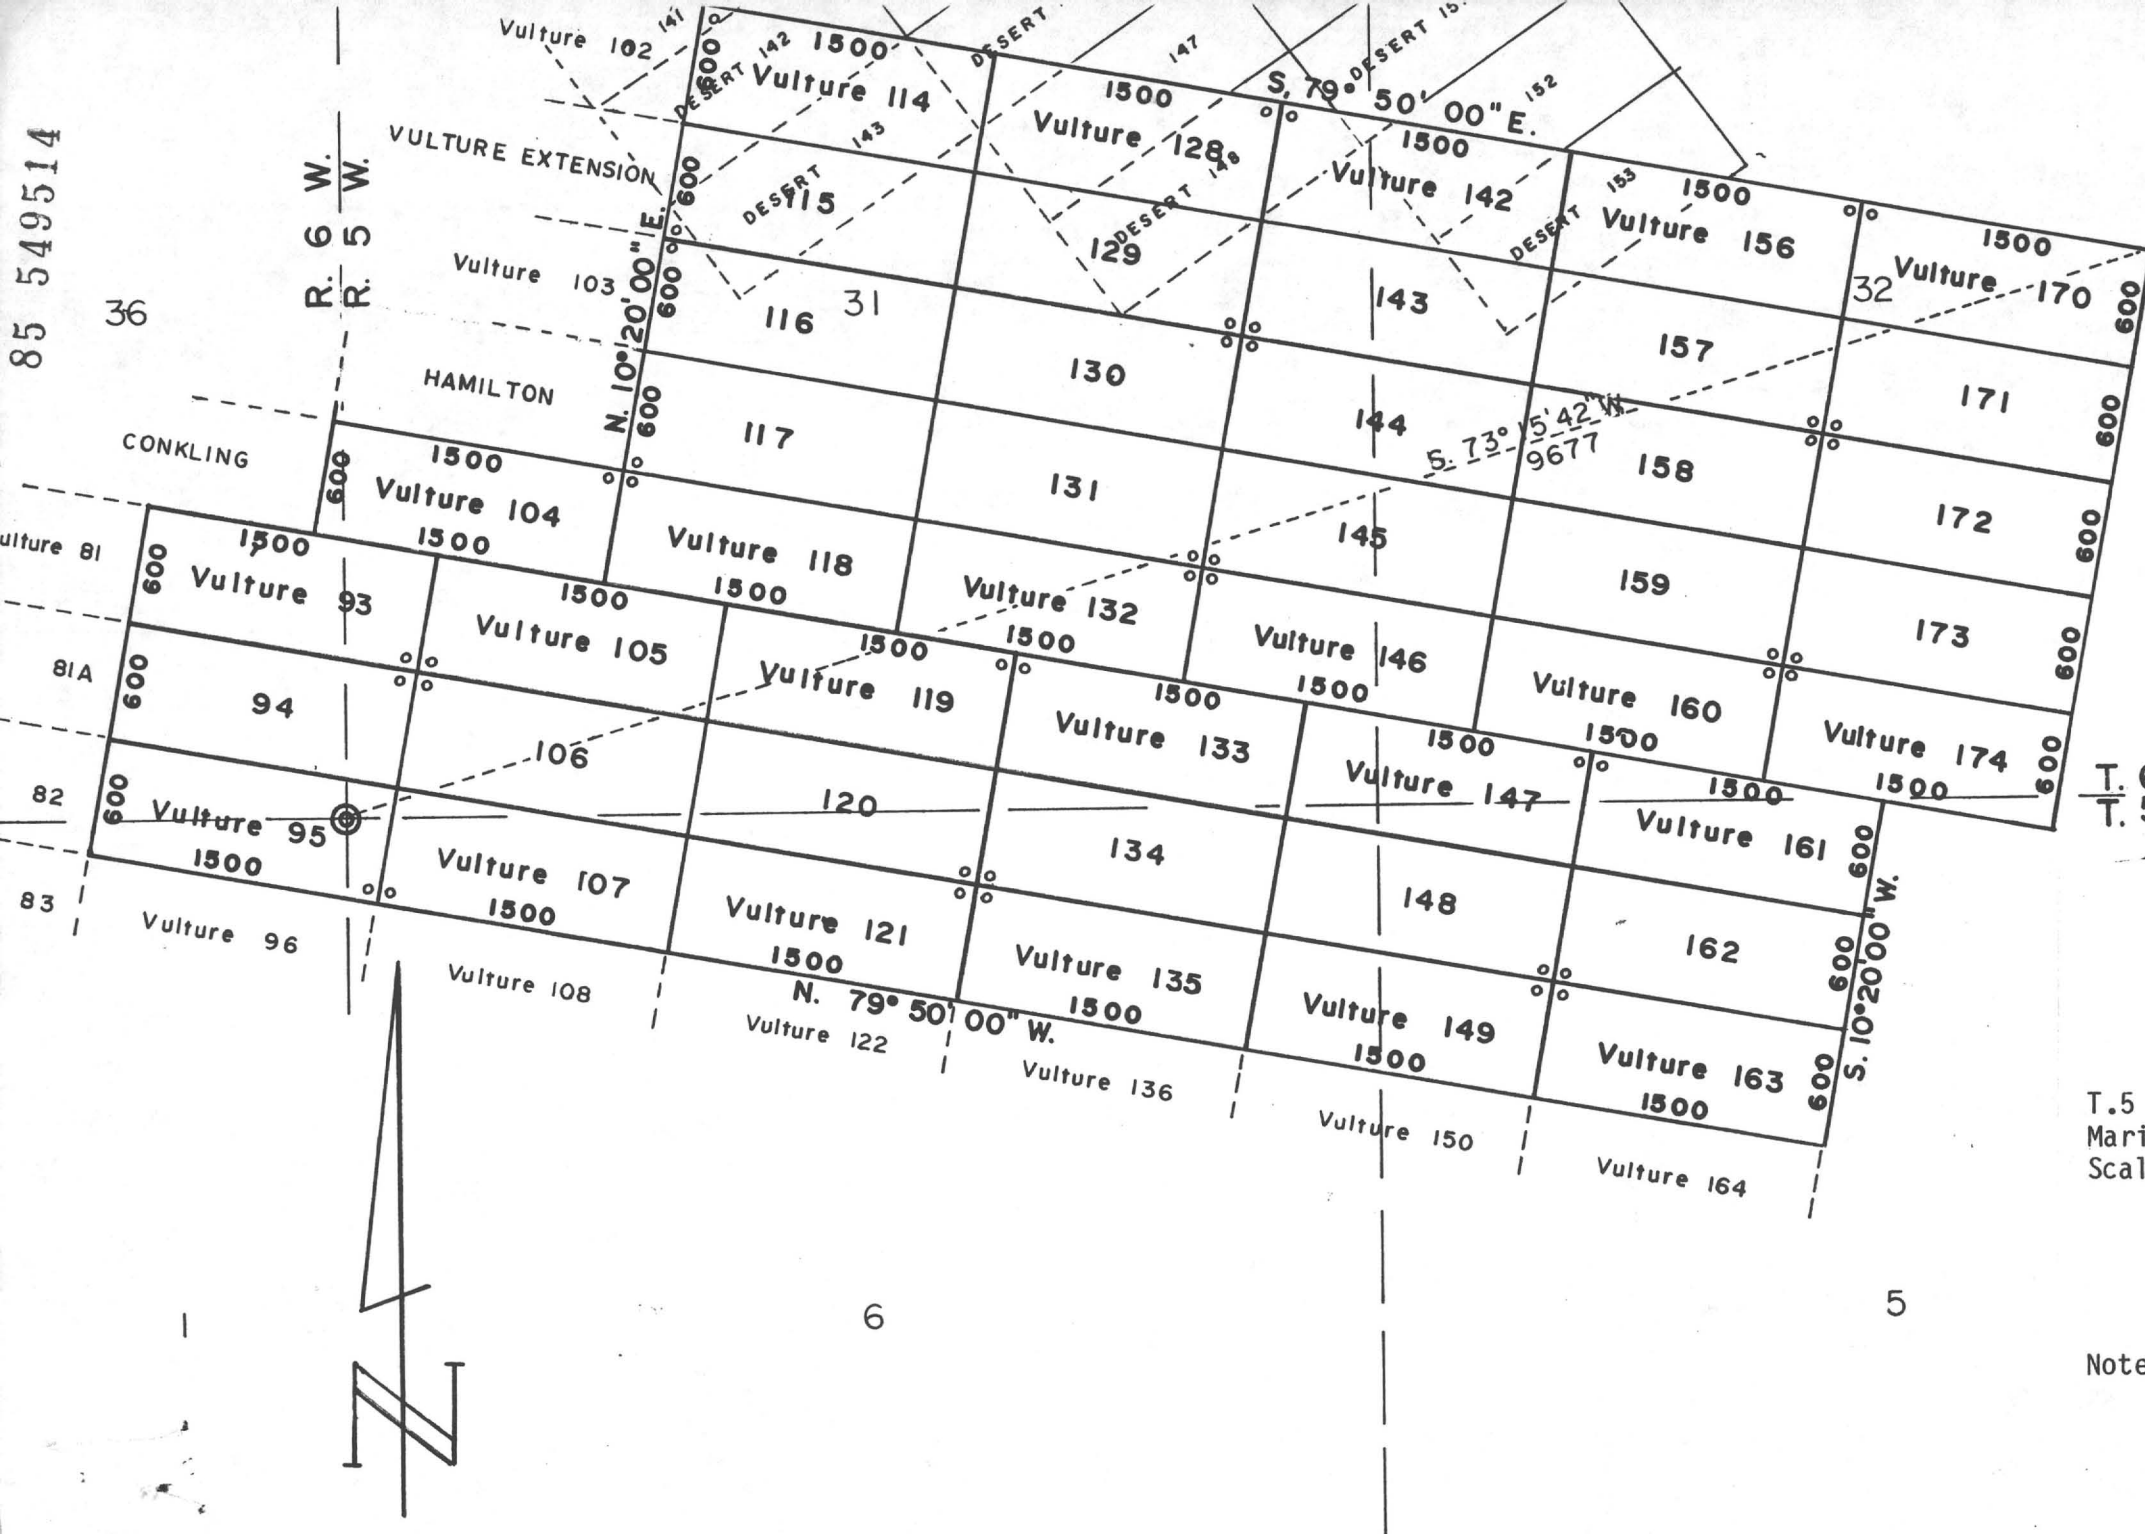 85 549514
R. 6 W.
R. 5 W.
36
31
32
Vulture 102
141
DESERT 142
600
1500
Vulture 114
DESERT
147
1500
Vulture 128
S. 79° 50' 00" E.
DESERT
152
1500
Vulture 142
DESERT 153
1500
Vulture 156
1500
Vulture 170
600
VULTURE EXTENSION
600
DESERT 143
115
DESERT 148
129
143
157
171
600
Vulture 103
N. 10° 20' 00" E.
600
116
130
144
158
172
600
S. 73° 15' 42" W
9677
HAMILTON
600
117
131
145
159
173
600
CONKLING
600
1500
Vulture 104
1500
Vulture 118
1500
Vulture 132
1500
Vulture 146
1500
Vulture 160
1500
Vulture 174
1500
600
ulture 81
600
1500
Vulture 93
1500
Vulture 105
1500
Vulture 119
1500
Vulture 133
1500
Vulture 147
1500
Vulture 161
600
T.
T.
81A
600
94
106
120
134
148
162
600
S. 10° 20' 00" W.
82
600
Vulture 95
1500
Vulture 107
1500
Vulture 121
1500
Vulture 135
1500
Vulture 149
1500
Vulture 163
1500
600
N. 79° 50' 00" W.
83
Vulture 96
Vulture 108
Vulture 122
Vulture 136
Vulture 150
Vulture 164
T.5
Mari
Scal
Note
1
6
5
N